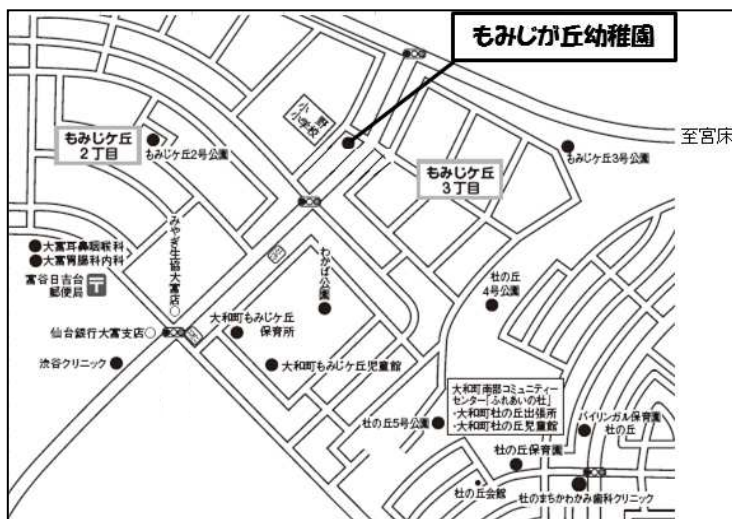 もみじが丘幼稚園
至宮床
小野
小学校
もみじケ丘
2丁目
もみじケ丘2号公園
もみじケ丘
3丁目
もみじケ丘3号公園
みやぎ生協大富店
大富耳鼻咽喉科
大富胃腸科内科
富谷日吉台
郵便局
わかば公園
杜の丘
4号公園
仙台銀行大富支店
大和町もみじケ丘
保育所
渋谷クリニック
大和町もみじケ丘児童館
大和町南部コミュニティー
センター「ふれあいの杜」
・大和町杜の丘出張所
・大和町杜の丘児童館
杜の丘5号公園
バイリンガル保育園
杜の丘
杜の丘保育園
杜の丘会館
杜のまちかわかみ歯科クリニック